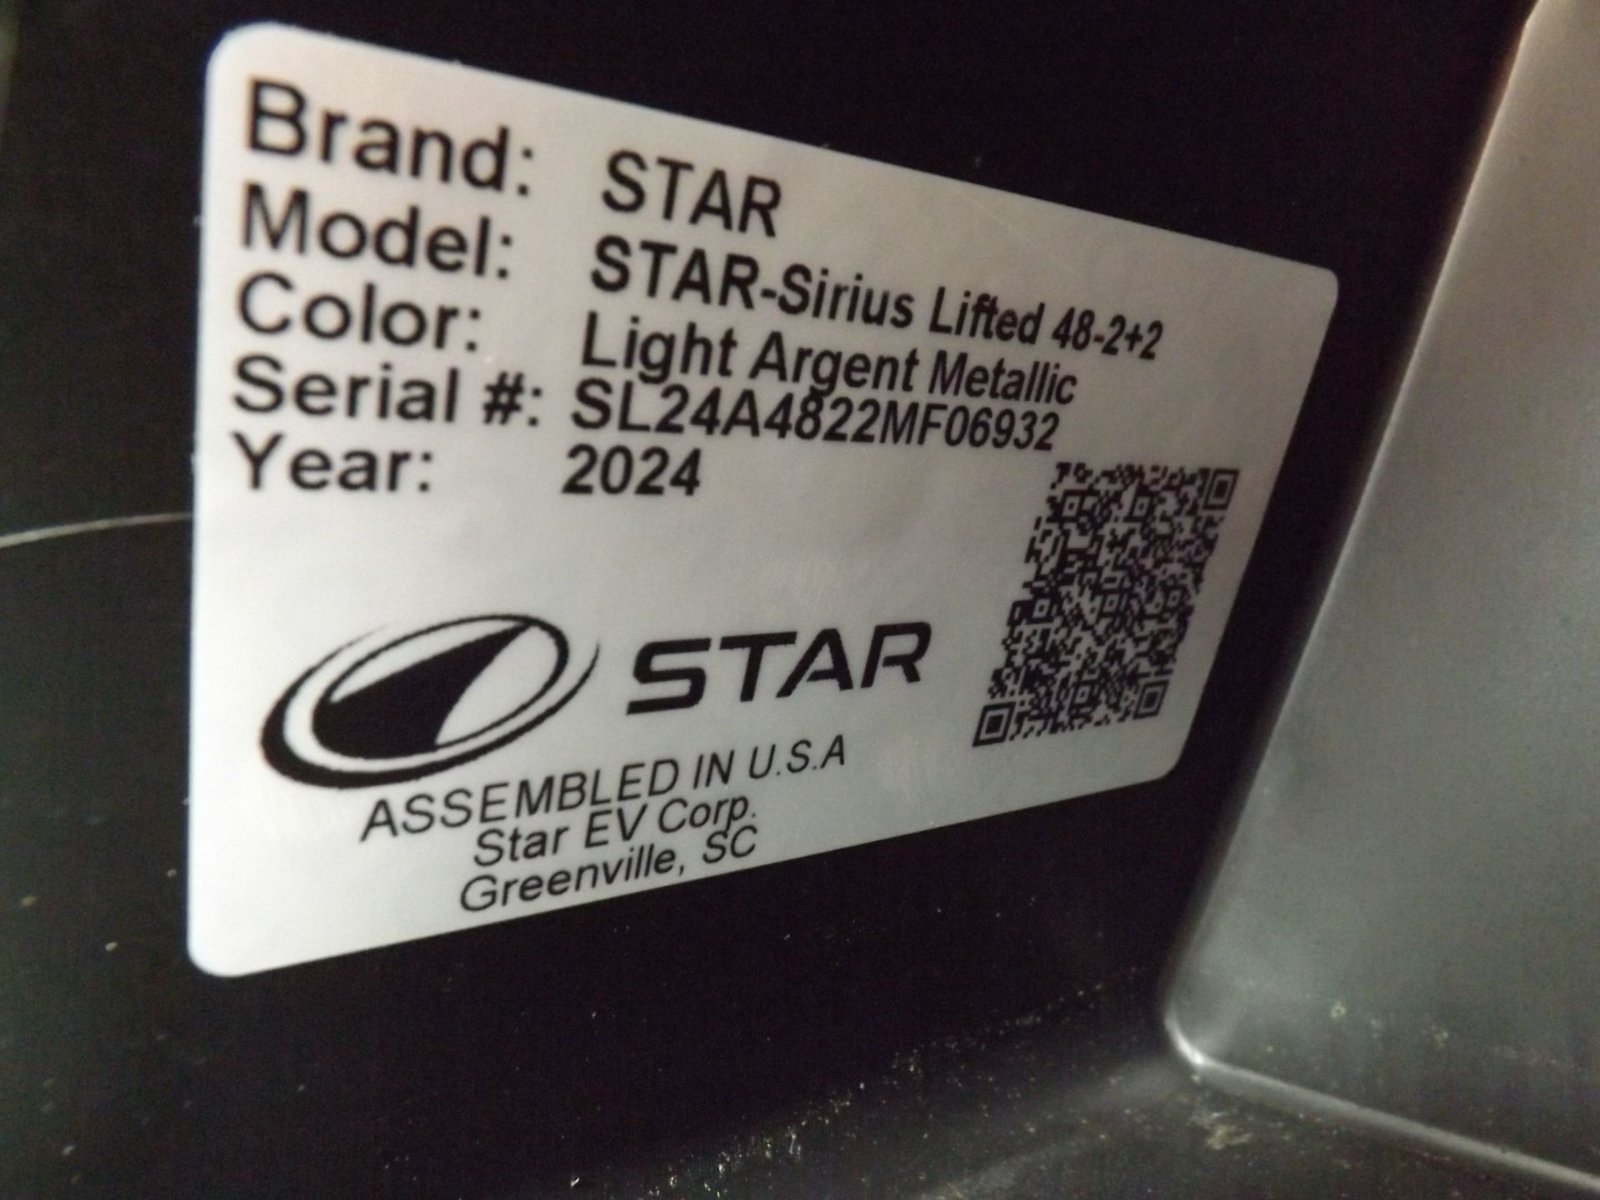 Brand: STAR
Model: STAR-Sirius Lifted 48-2+2
Color: Light Argent Metallic
Serial #: SL24A4822MF06932
Year: 2024
STAR
ASSEMBLED IN U.S.A
Star EV Corp.
Greenville, SC